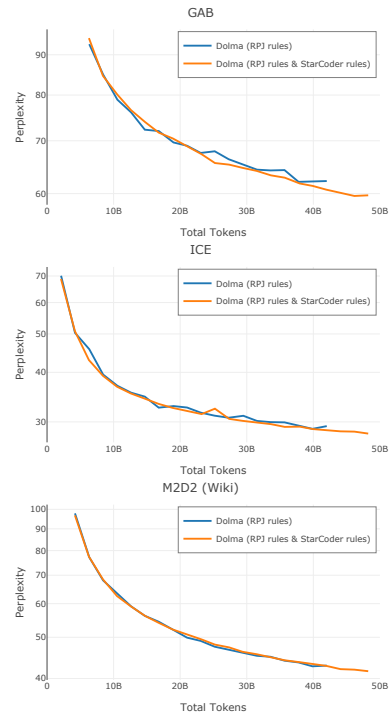 GAB
Dolma (RPJ rules)
Dolma (RPJ rules & StarCoder rules)
90
80
70
60
Perplexity
0 10B 20B 30B 40B 50B
Total Tokens
ICE
Dolma (RPJ rules)
Dolma (RPJ rules & StarCoder rules)
70
60
50
40
30
Perplexity
0 10B 20B 30B 40B 50B
Total Tokens
M2D2 (Wiki)
Dolma (RPJ rules)
Dolma (RPJ rules & StarCoder rules)
100
90
80
70
60
50
40
Perplexity
0 10B 20B 30B 40B 50B
Total Tokens